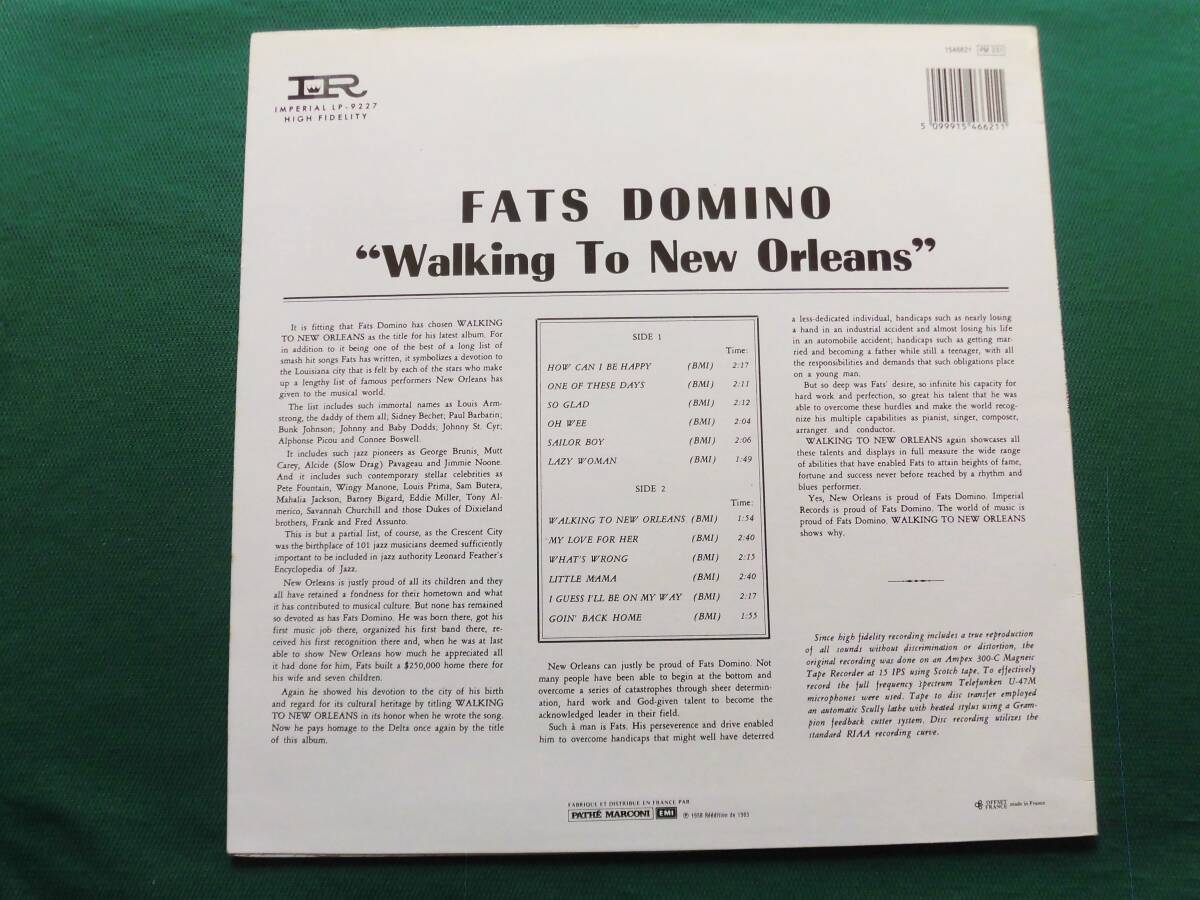 IR
IMPERIAL LP-9227
HIGH FIDELITY
1546621 PM 231
5 099915 466211
FATS DOMINO
“Walking To New Orleans”
It is fitting that Fats Domino has chosen WALKING
TO NEW ORLEANS as the title for his latest album. For
in addition to it being one of the best of a long list of
smash hit songs Fats has written, it symbolizes a devotion to
the Louisiana city that is felt by each of the stars who make
up a lengthy list of famous performers New Orleans has
given to the musical world.
The list includes such immortal names as Louis Arm-
strong, the daddy of them all; Sidney Bechet; Paul Barbarin;
Bunk Johnson; Johnny and Baby Dodds; Johnny St. Cyr;
Alphonse Picou and Connee Boswell.
It includes such jazz pioneers as George Brunis, Mutt
Carey, Alcide (Slow Drag) Pavageau and Jimmie Noone.
And it includes such contemporary stellar celebrities as
Pete Fountain, Wingy Manone, Louis Prima, Sam Butera,
Mahalia Jackson, Barney Bigard, Eddie Miller, Tony Al-
merico, Savannah Churchill and those Dukes of Dixieland
brothers, Frank and Fred Assunto.
This is but a partial list, of course, as the Crescent City
was the birthplace of 101 jazz musicians deemed sufficiently
important to be included in jazz authority Leonard Feather's
Encyclopedia of Jazz.
New Orleans is justly proud of all its children and they
all have retained a fondness for their hometown and what
it has contributed to musical culture. But none has remained
so devoted as has Fats Domino. He was born there, got his
first music job there, organized his first band there, re-
ceived his first recognition there and, when he was at last
able to show New Orleans how much he appreciated all
it had done for him, Fats built a $250,000 home there for
his wife and seven children.
Again he showed his devotion to the city of his birth
and regard for its cultural heritage by titling WALKING
TO NEW ORLEANS in its honor when he wrote the song.
Now he pays homage to the Delta once again by the title
of this album.
SIDE 1
Time:
HOW CAN I BE HAPPY (BMI) 2:17
ONE OF THESE DAYS (BMI) 2:11
SO GLAD (BMI) 2:12
OH WEE (BMI) 2:04
SAILOR BOY (BMI) 2:06
LAZY WOMAN (BMI) 1:49
SIDE 2
Time:
WALKING TO NEW ORLEANS (BMI) 1:54
MY LOVE FOR HER (BMI) 2:40
WHAT'S WRONG (BMI) 2:15
LITTLE MAMA (BMI) 2:40
I GUESS I'LL BE ON MY WAY (BMI) 2:17
GOIN' BACK HOME (BMI) 1:55
New Orleans can justly be proud of Fats Domino. Not
many people have been able to begin at the bottom and
overcome a series of catastrophes through sheer determin-
ation, hard work and God-given talent to become the
acknowledged leader in their field.
Such à man is Fats. His perseverence and drive enabled
him to overcome handicaps that might well have deterred
a less-dedicated individual, handicaps such as nearly losing
a hand in an industrial accident and almost losing his life
in an automobile accident; handicaps such as getting mar-
ried and becoming a father while still a teenager, with all
the responsibilities and demands that such obligations place
on a young man.
But so deep was Fats' desire, so infinite his capacity for
hard work and perfection, so great his talent that he was
able to overcome these hurdles and make the world recog-
nize his multiple capabilities as pianist, singer, composer,
arranger and conductor.
WALKING TO NEW ORLEANS again showcases all
these talents and displays in full measure the wide range
of abilities that have enabled Fats to attain heights of fame,
fortune and success never before reached by a rhythm and
blues performer.
Yes, New Orleans is proud of Fats Domino. Imperial
Records is proud of Fats Domino. The world of music is
proud of Fats Domino. WALKING TO NEW ORLEANS
shows why.
Since high fidelity recording includes a true reproduction
of all sounds without discrimination or distortion, the
original recording was done on an Ampex 300-C Magneic
Tape Recorder at 15 IPS using Scotch tape. To effectively
record the full frequency spectrum Telefunken U-47M
microphones were used. Tape to disc transfer employed
an automatic Scully lathe with heated stylus using a Gram-
pion feedback cutter system. Disc recording utilizes the
standard RIAA recording curve.
FABRIQUE ET DISTRIBUE EN FRANCE PAR
PATHÉ MARCONI EMI ℗ 1958 Réédition de 1983
OFFSET FRANCE made in France